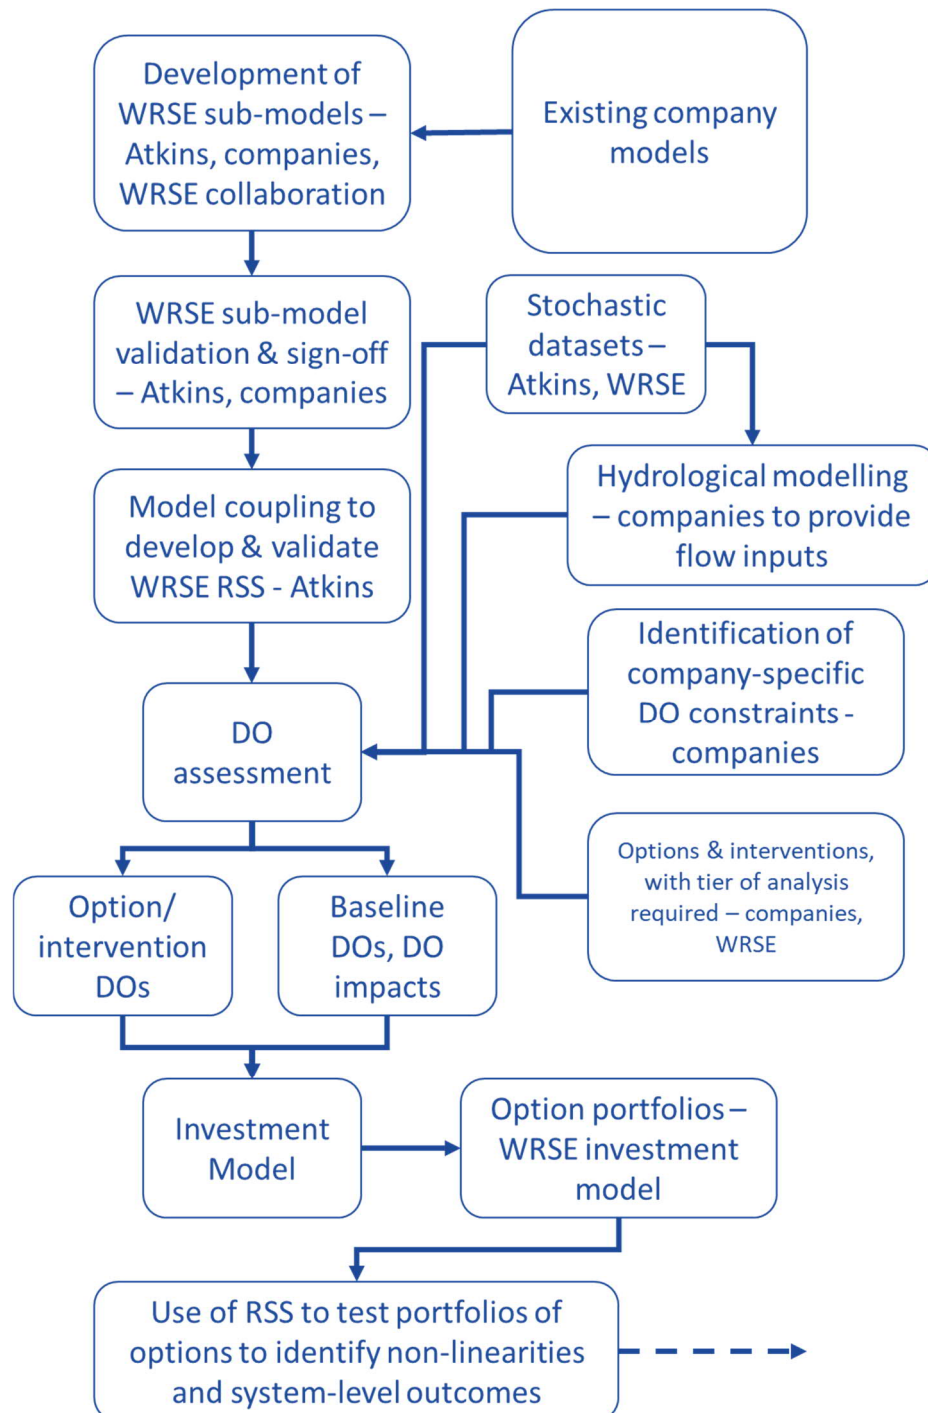 Development of
WRSE sub-models –
Atkins, companies,
WRSE collaboration
Existing company
models
WRSE sub-model
validation & sign-off
– Atkins, companies
Stochastic
datasets –
Atkins, WRSE
Model coupling to
develop & validate
WRSE RSS - Atkins
Hydrological modelling
– companies to provide
flow inputs
Identification of
company-specific
DO constraints -
companies
DO
assessment
Options & interventions,
with tier of analysis
required – companies,
WRSE
Option/
intervention
DOs
Baseline
DOs, DO
impacts
Investment
Model
Option portfolios –
WRSE investment
model
Use of RSS to test portfolios of
options to identify non-linearities
and system-level outcomes